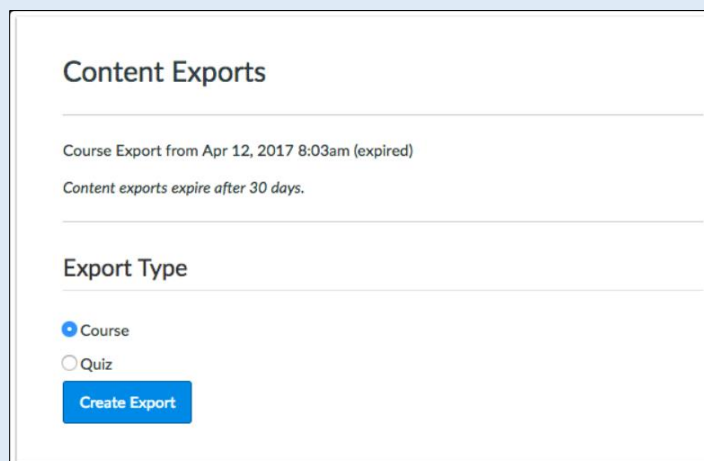 Content Exports
Course Export from Apr 12, 2017 8:03am (expired)
Content exports expire after 30 days.
Export Type
Course
Quiz
Create Export